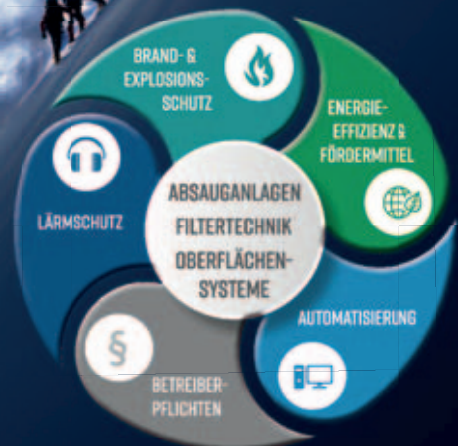 BRAND- &
EXPLOSIONS-
SCHUTZ
ENERGIE-
EFFIZIENZ &
FÖRDERMITTEL
LÄRMSCHUTZ
ABSAUGANLAGEN
FILTERTECHNIK
OBERFLÄCHEN-
SYSTEME
AUTOMATISIERUNG
§
BETREIBER-
PFLICHTEN